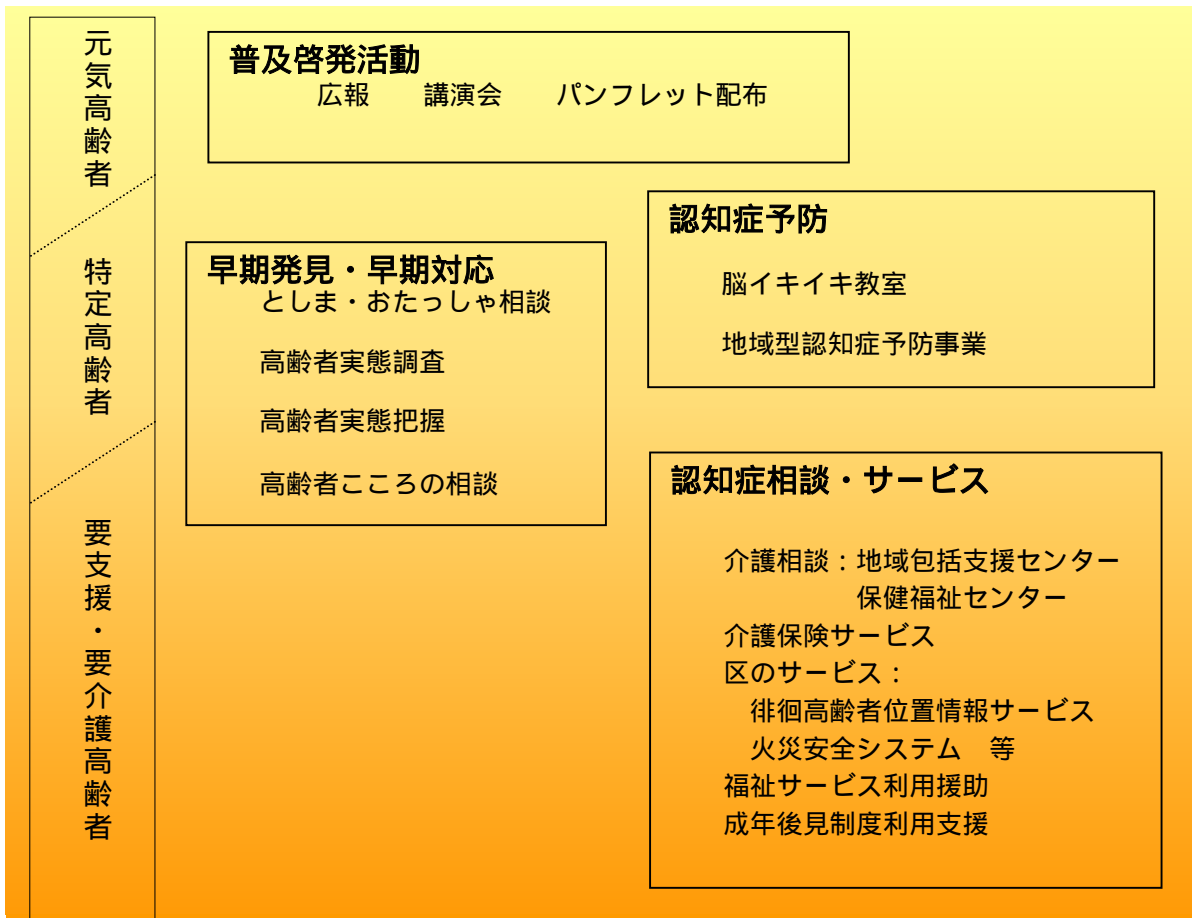 元気高齢者
特定高齢者
要支援・要介護高齢者
普及啓発活動
広報　　講演会　　パンフレット配布
認知症予防
脳イキイキ教室
地域型認知症予防事業
早期発見・早期対応
としま・おたっしゃ相談
高齢者実態調査
高齢者実態把握
高齢者こころの相談
認知症相談・サービス
介護相談：地域包括支援センター
保健福祉センター
介護保険サービス
区のサービス：
徘徊高齢者位置情報サービス
火災安全システム　等
福祉サービス利用援助
成年後見制度利用支援